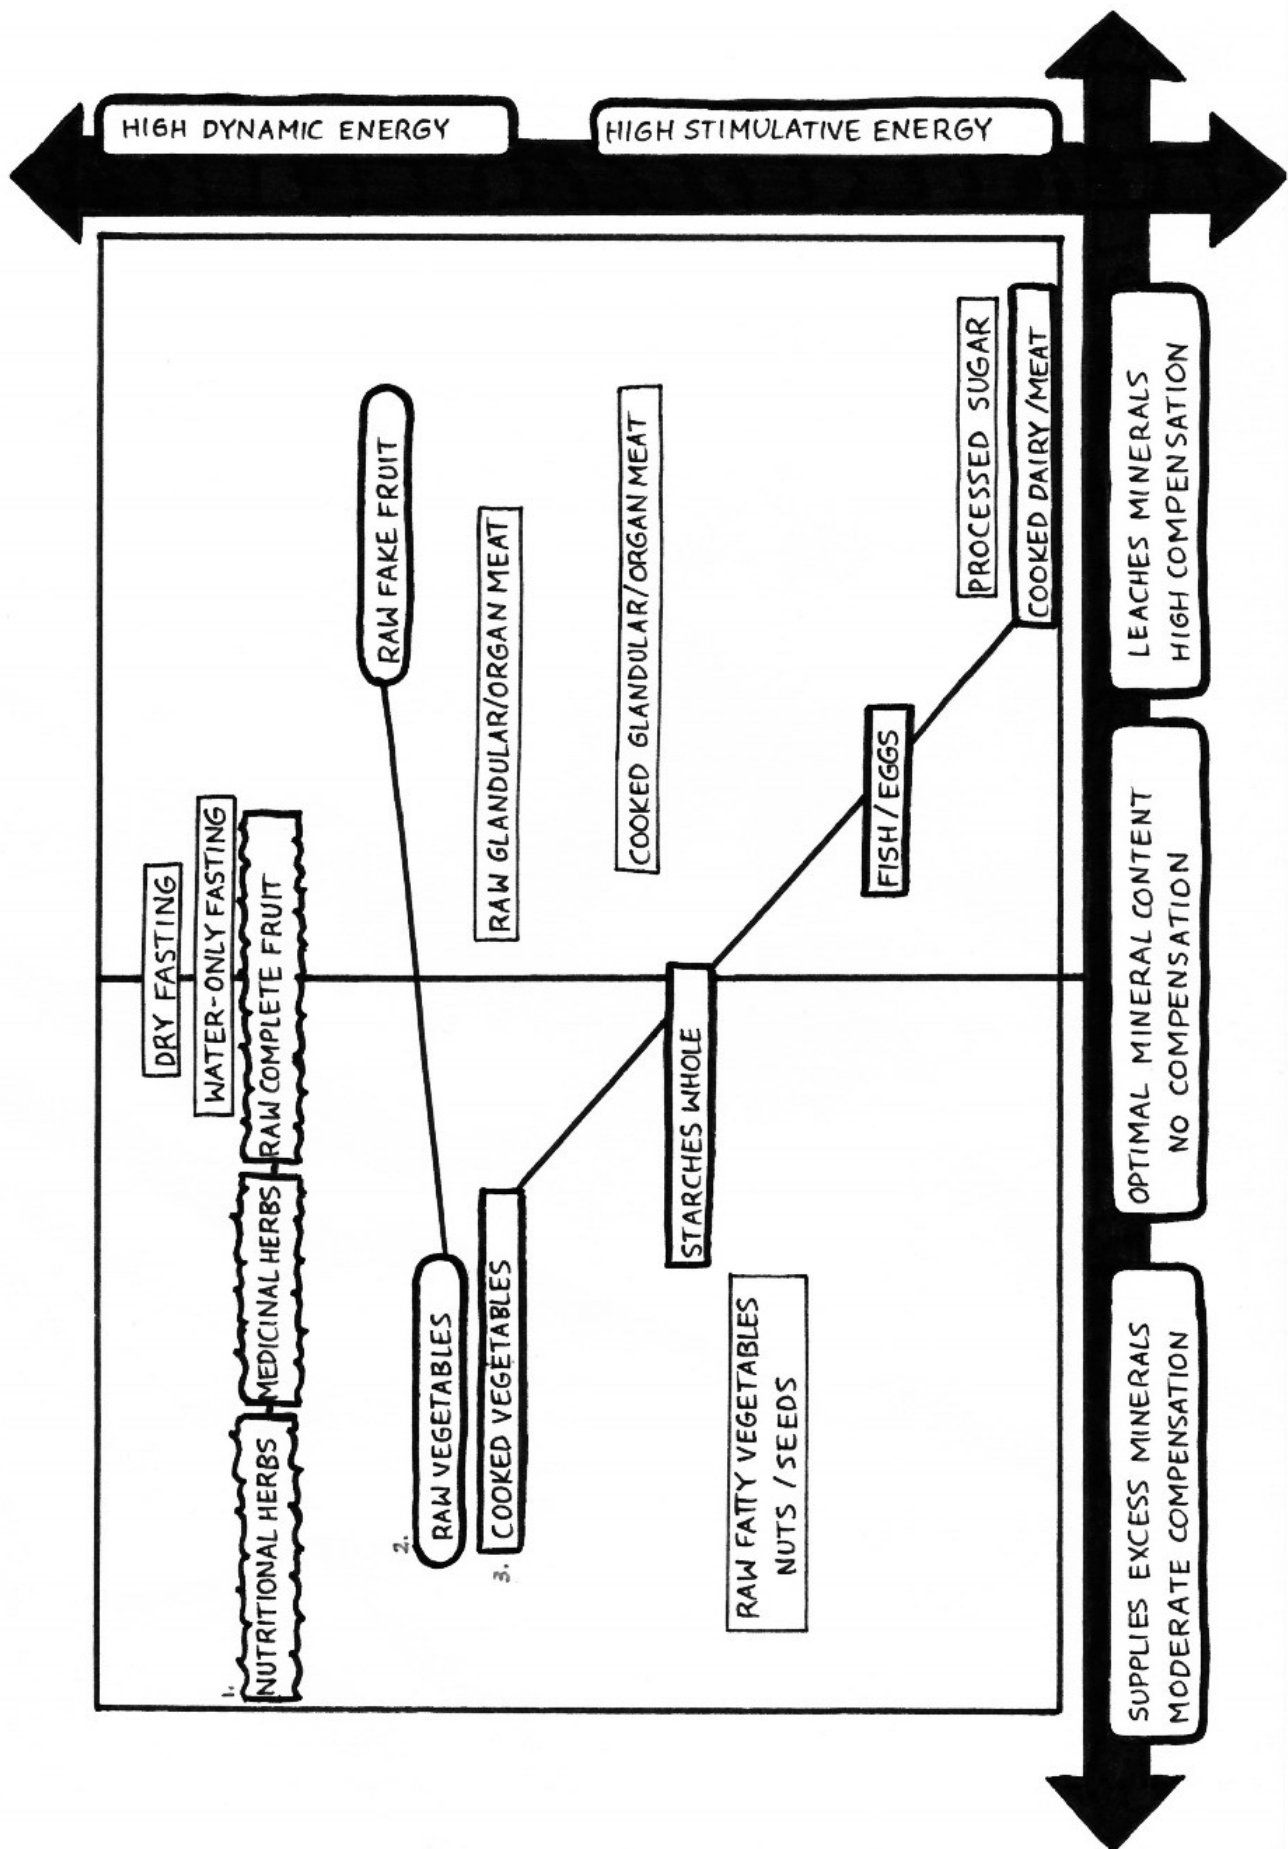 HIGH DYNAMIC ENERGY
HIGH STIMULATIVE ENERGY
DRY FASTING
WATER-ONLY FASTING
1.
NUTRITIONAL HERBS
MEDICINAL HERBS
RAW COMPLETE FRUIT
RAW FAKE FRUIT
2.
RAW VEGETABLES
3.
COOKED VEGETABLES
RAW GLANDULAR/ORGAN MEAT
COOKED GLANDULAR/ORGAN MEAT
STARCHES WHOLE
RAW FATTY VEGETABLES
NUTS / SEEDS
FISH / EGGS
PROCESSED SUGAR
COOKED DAIRY/MEAT
SUPPLIES EXCESS MINERALS
MODERATE COMPENSATION
OPTIMAL MINERAL CONTENT
NO COMPENSATION
LEACHES MINERALS
HIGH COMPENSATION